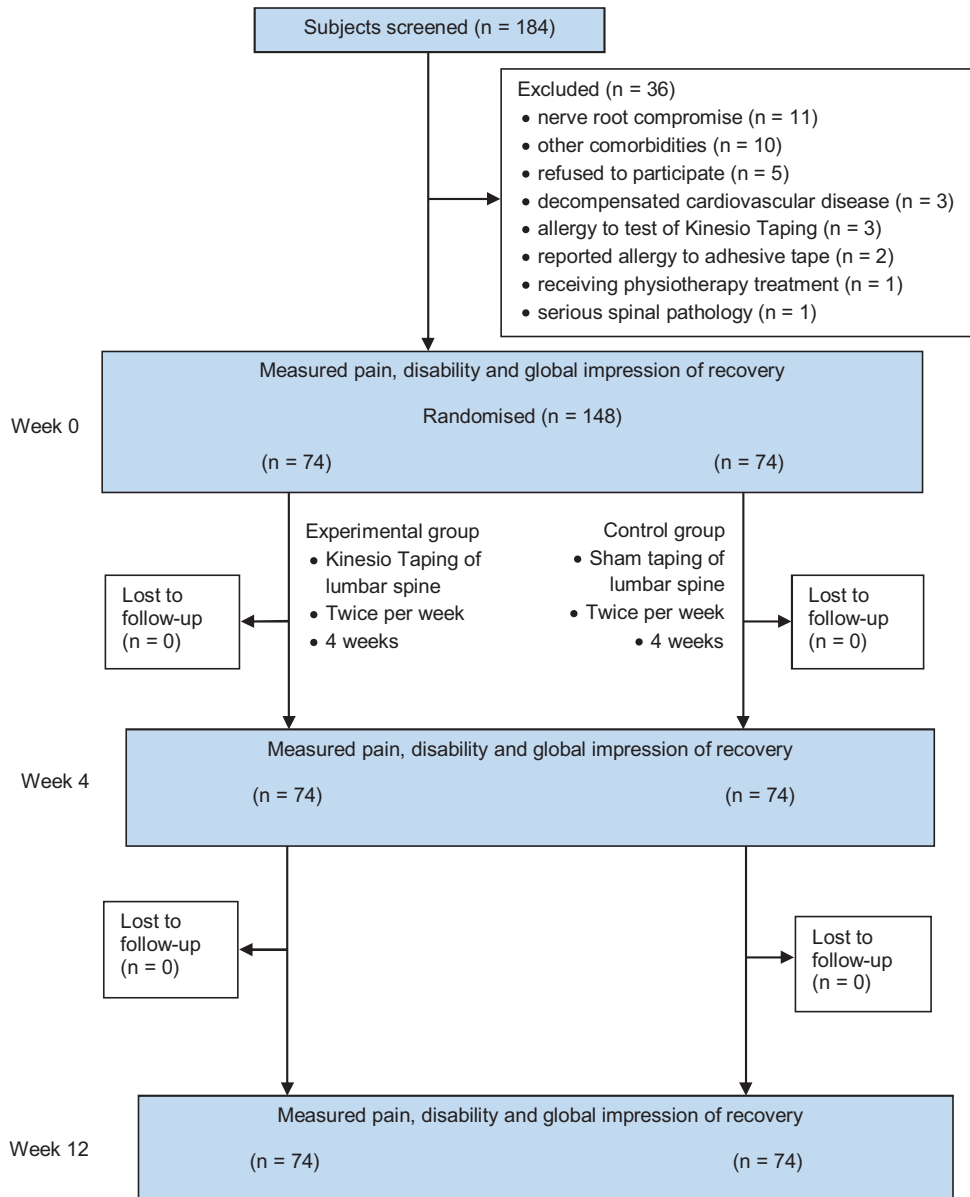 Subjects screened (n = 184)
Excluded (n = 36)
• nerve root compromise (n = 11)
• other comorbidities (n = 10)
• refused to participate (n = 5)
• decompensated cardiovascular disease (n = 3)
• allergy to test of Kinesio Taping (n = 3)
• reported allergy to adhesive tape (n = 2)
• receiving physiotherapy treatment (n = 1)
• serious spinal pathology (n = 1)
Week 0
Measured pain, disability and global impression of recovery
Randomised (n = 148)
(n = 74)
(n = 74)
Experimental group
• Kinesio Taping of
lumbar spine
• Twice per week
• 4 weeks
Control group
• Sham taping of
lumbar spine
• Twice per week
• 4 weeks
Lost to
follow-up
(n = 0)
Lost to
follow-up
(n = 0)
Week 4
Measured pain, disability and global impression of recovery
(n = 74)
(n = 74)
Lost to
follow-up
(n = 0)
Lost to
follow-up
(n = 0)
Week 12
Measured pain, disability and global impression of recovery
(n = 74)
(n = 74)